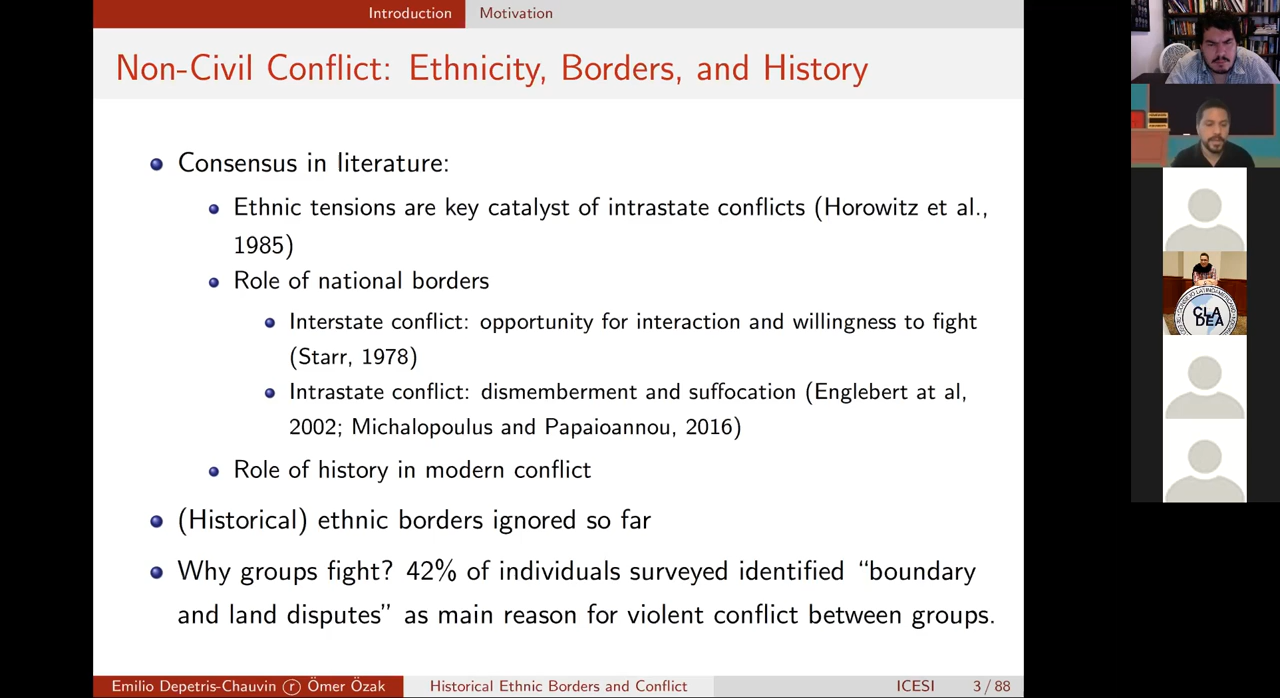 Introduction Motivation
Non-Civil Conflict: Ethnicity, Borders, and History
Consensus in literature:
Ethnic tensions are key catalyst of intrastate conflicts (Horowitz et al.,
1985)
Role of national borders
Interstate conflict: opportunity for interaction and willingness to fight
(Starr, 1978)
Intrastate conflict: dismemberment and suffocation (Englebert at al,
2002; Michalopoulus and Papaioannou, 2016)
Role of history in modern conflict
(Historical) ethnic borders ignored so far
Why groups fight? 42% of individuals surveyed identified “boundary
and land disputes” as main reason for violent conflict between groups.
Emilio Depetris-Chauvin ⓡ Ömer Özak Historical Ethnic Borders and Conflict ICESI 3 / 88
CLA
DEA